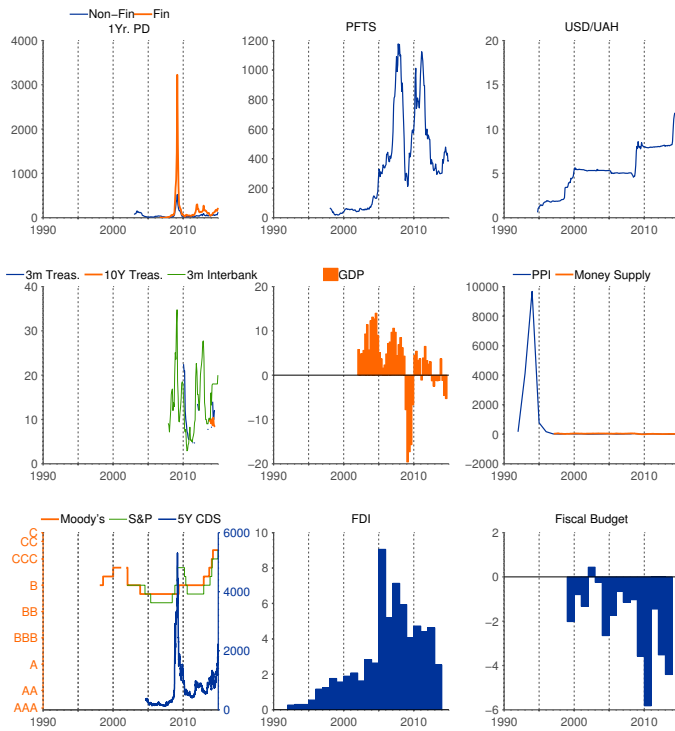 Non-Fin Fin
1Yr. PD
4000
3000
2000
1000
0
1990 2000 2010
PFTS
1200
1000
800
600
400
200
0
1990 2000 2010
USD/UAH
20
15
10
5
0
1990 2000 2010
3m Treas. 10Y Treas. 3m Interbank
40
30
20
10
0
1990 2000 2010
GDP
20
10
0
−10
−20
1990 2000 2010
PPI Money Supply
10000
8000
6000
4000
2000
0
−2000
1990 2000 2010
Moody's S&P 5Y CDS
C
CC
CCC
B
BB
BBB
A
AA
AAA
6000
4000
2000
0
1990 2000 2010
FDI
10
8
6
4
2
0
1990 2000 2010
Fiscal Budget
2
0
−2
−4
−6
1990 2000 2010